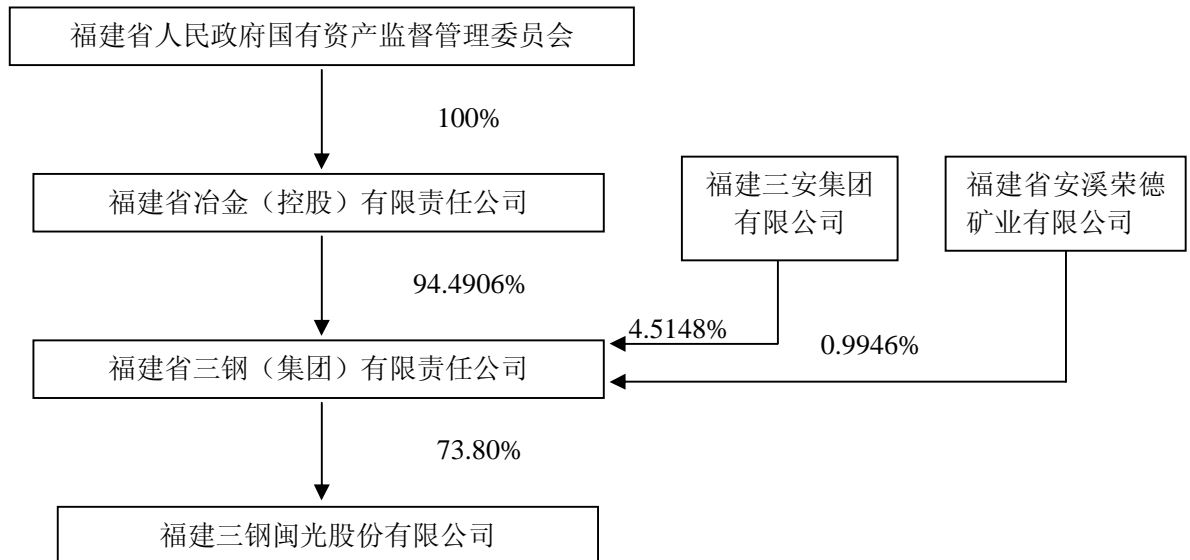 福建省人民政府国有资产监督管理委员会
100%
福建省冶金（控股）有限责任公司
福建三安集团
有限公司
福建省安溪荣德
矿业有限公司
94.4906%
4.5148%
0.9946%
福建省三钢（集团）有限责任公司
73.80%
福建三钢闽光股份有限公司